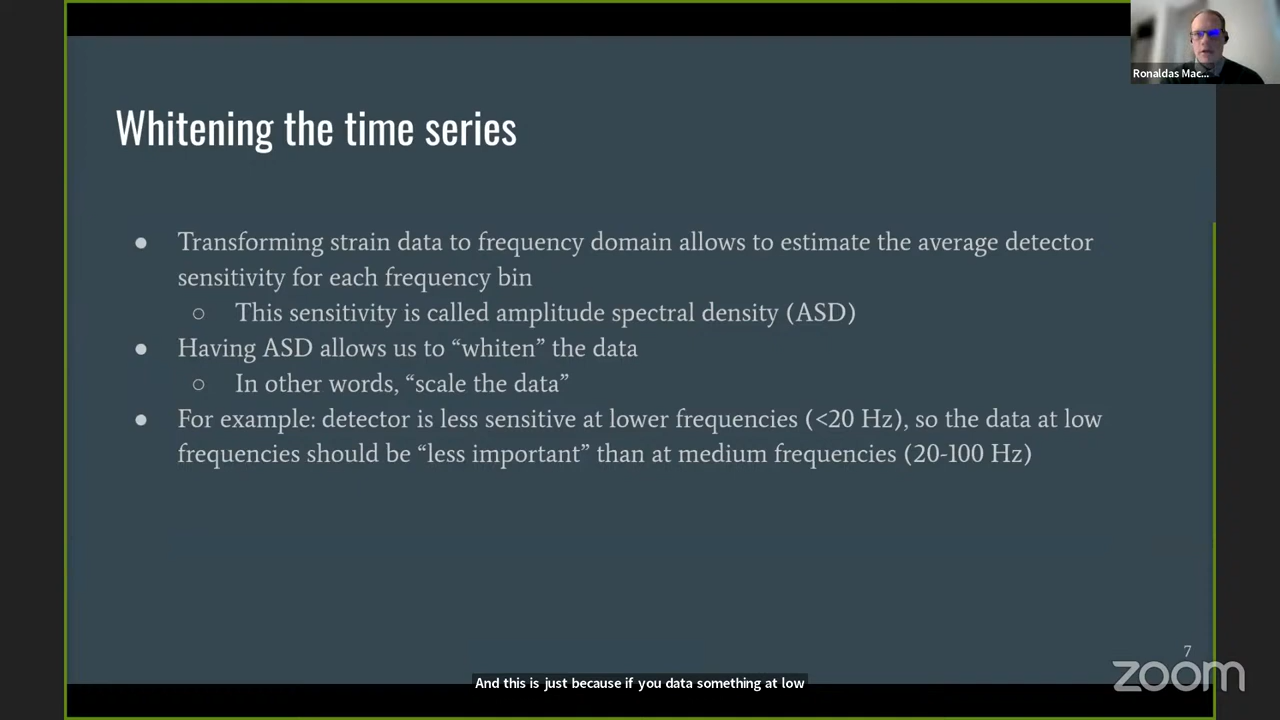 Ronaldas Mac...
Whitening the time series
● Transforming strain data to frequency domain allows to estimate the average detector
sensitivity for each frequency bin
○ This sensitivity is called amplitude spectral density (ASD)
● Having ASD allows us to “whiten” the data
○ In other words, “scale the data”
● For example: detector is less sensitive at lower frequencies (<20 Hz), so the data at low
frequencies should be “less important” than at medium frequencies (20-100 Hz)
7
zoom
And this is just because if you data something at low